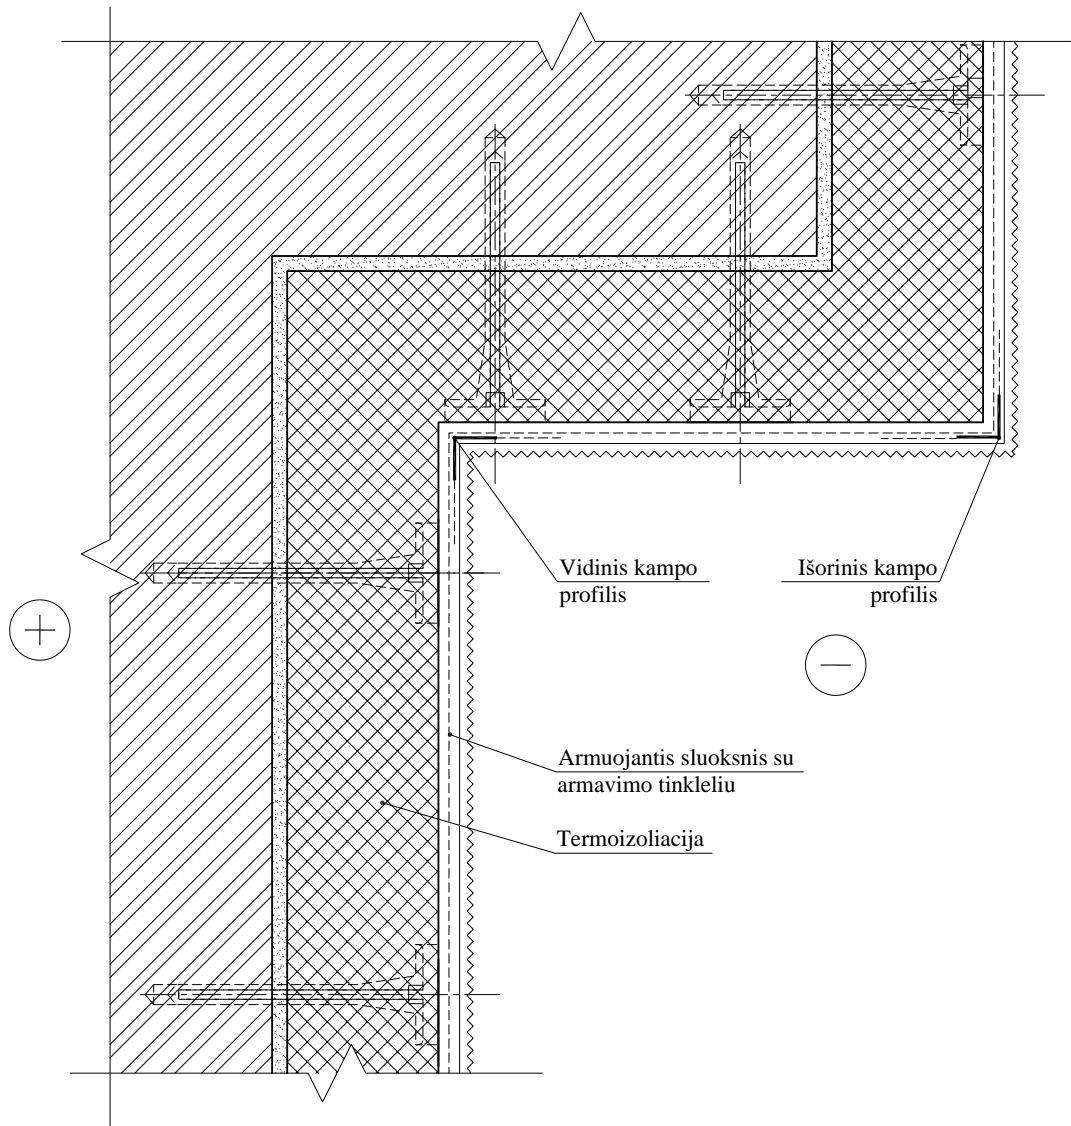 Vidinis kampo
profilis
Išorinis kampo
profilis
Armuojantis sluoksnis su
armavimo tinkleliu
Termoizoliacija